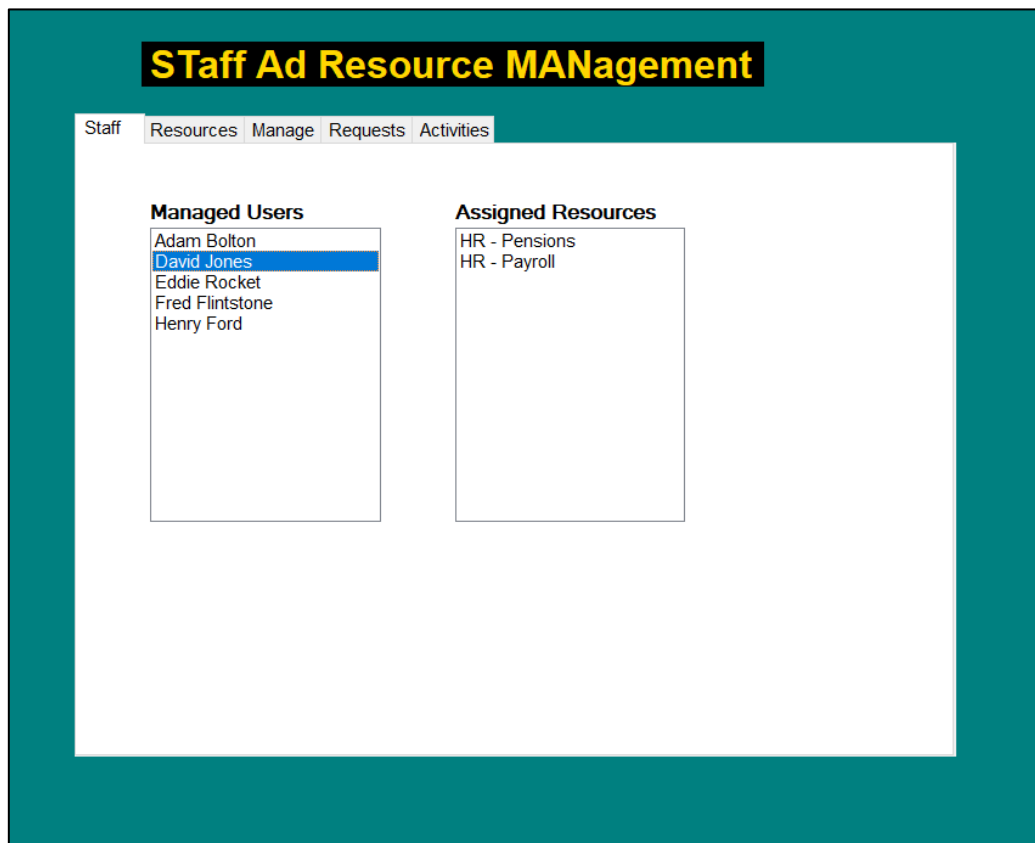 STaff Ad Resource MANagement
Staff Resources Manage Requests Activities
Managed Users
Adam Bolton
David Jones
Eddie Rocket
Fred Flintstone
Henry Ford
Assigned Resources
HR - Pensions
HR - Payroll